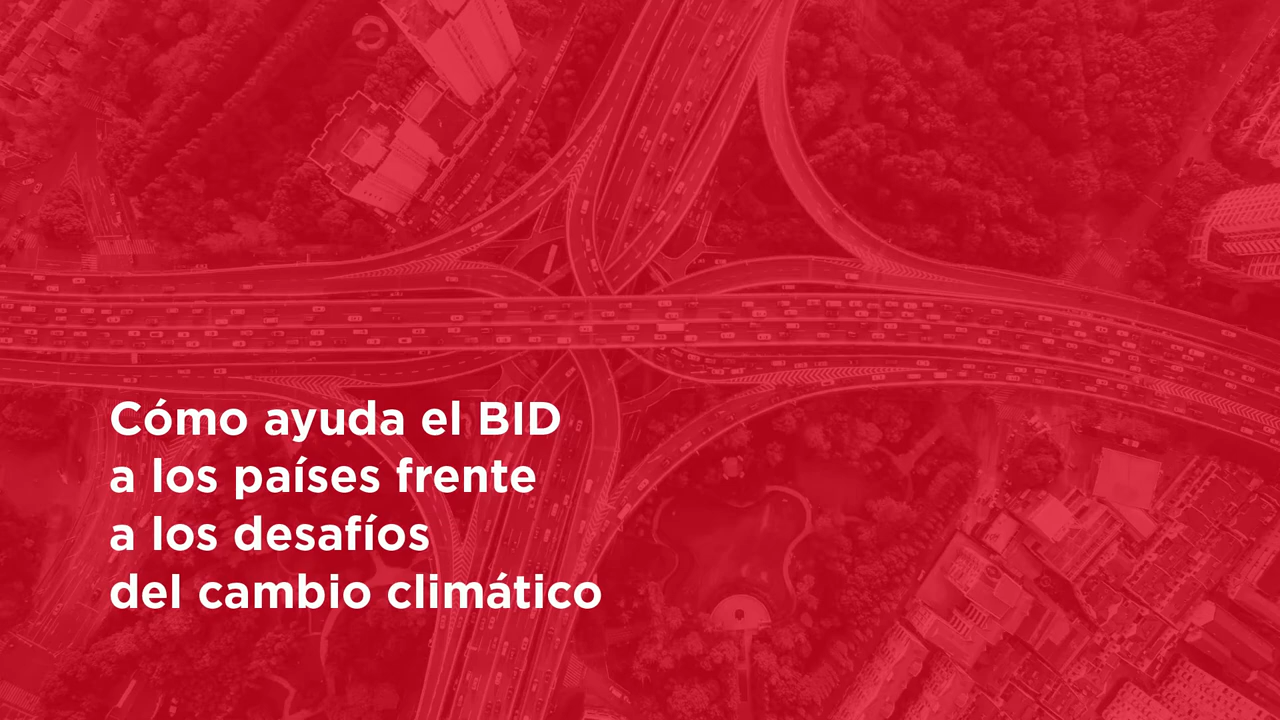 Cómo ayuda el BID
a los países frente
a los desafíos
del cambio climático